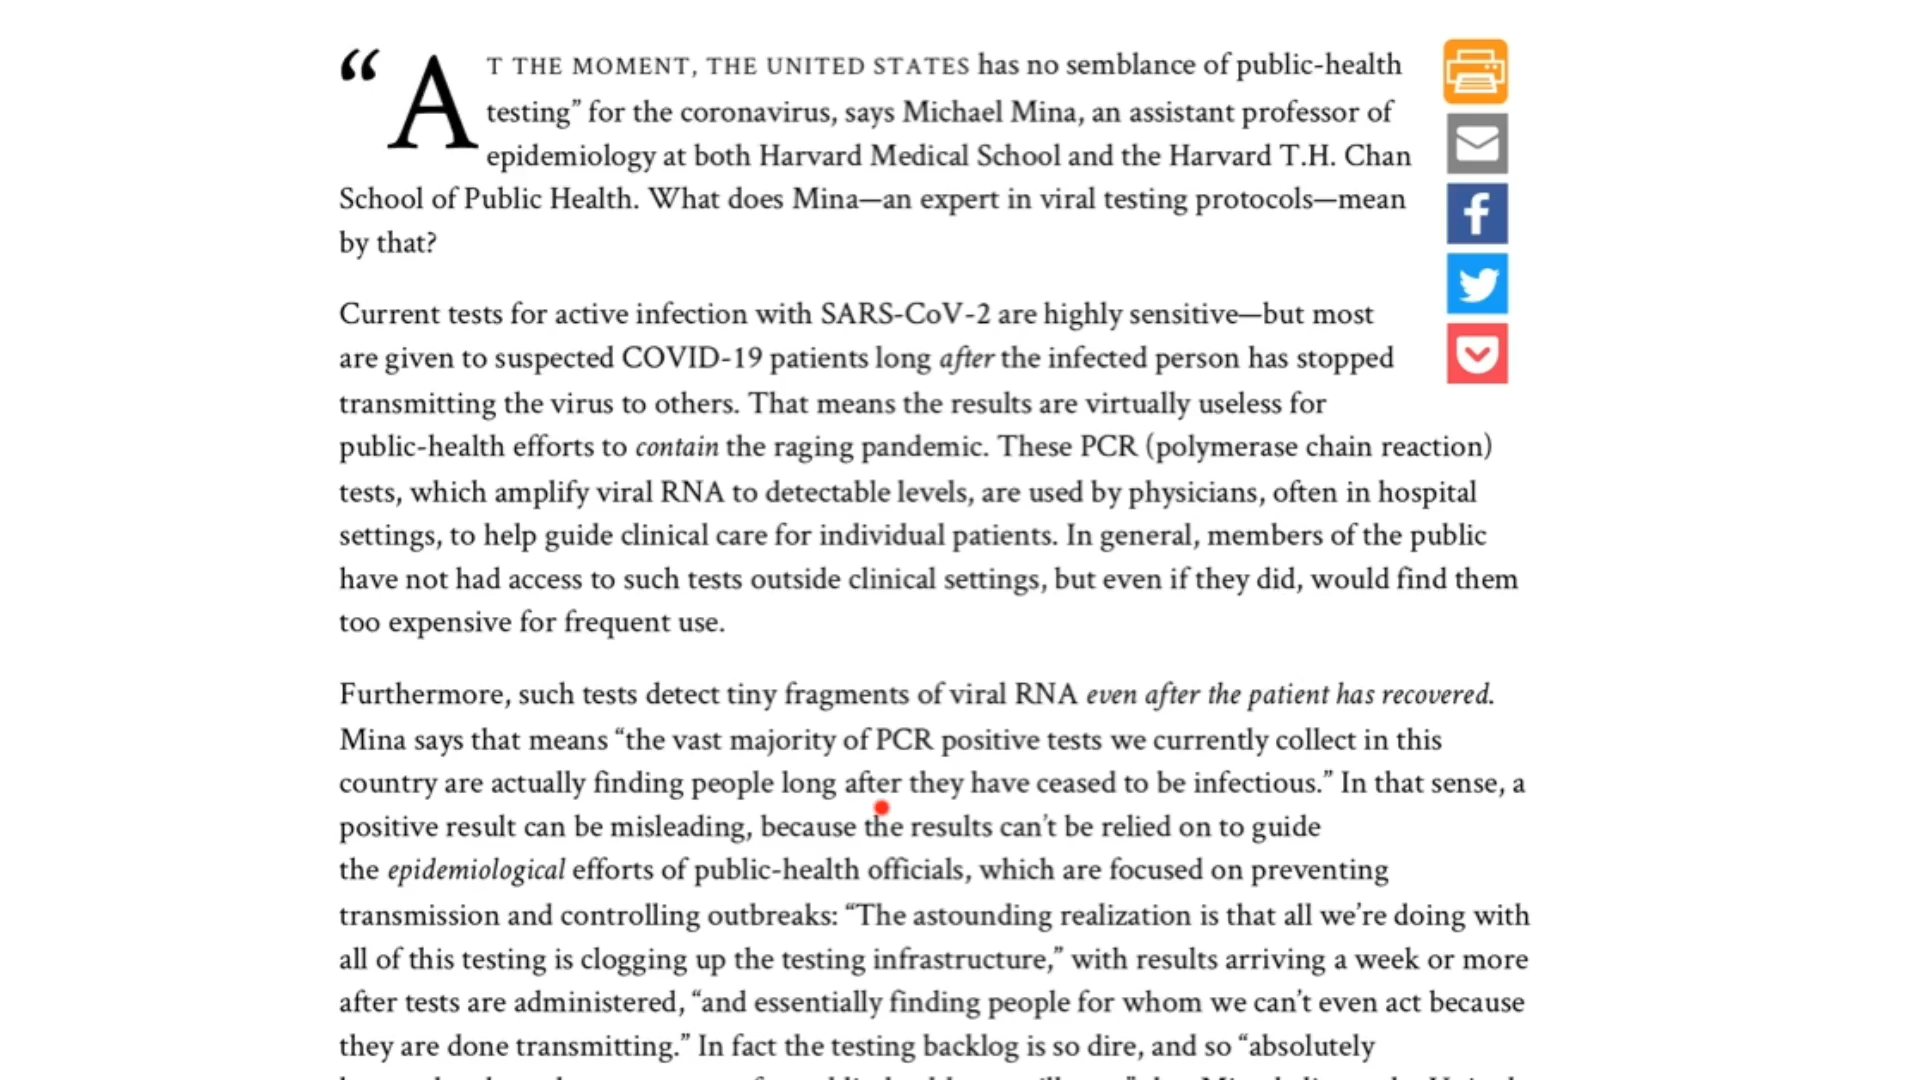 “AT THE MOMENT, THE UNITED STATES has no semblance of public-health
testing” for the coronavirus, says Michael Mina, an assistant professor of
epidemiology at both Harvard Medical School and the Harvard T.H. Chan
School of Public Health. What does Mina—an expert in viral testing protocols—mean
by that?
Current tests for active infection with SARS-CoV-2 are highly sensitive—but most
are given to suspected COVID-19 patients long after the infected person has stopped
transmitting the virus to others. That means the results are virtually useless for
public-health efforts to contain the raging pandemic. These PCR (polymerase chain reaction)
tests, which amplify viral RNA to detectable levels, are used by physicians, often in hospital
settings, to help guide clinical care for individual patients. In general, members of the public
have not had access to such tests outside clinical settings, but even if they did, would find them
too expensive for frequent use.
Furthermore, such tests detect tiny fragments of viral RNA even after the patient has recovered.
Mina says that means “the vast majority of PCR positive tests we currently collect in this
country are actually finding people long after they have ceased to be infectious.” In that sense, a
positive result can be misleading, because the results can’t be relied on to guide
the epidemiological efforts of public-health officials, which are focused on preventing
transmission and controlling outbreaks: “The astounding realization is that all we’re doing with
all of this testing is clogging up the testing infrastructure,” with results arriving a week or more
after tests are administered, “and essentially finding people for whom we can’t even act because
they are done transmitting.” In fact the testing backlog is so dire, and so “absolutely